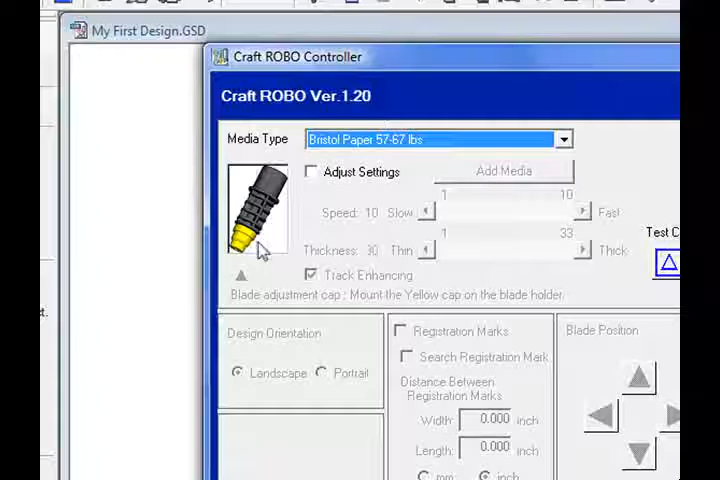 My First Design.GSD
Craft ROBO Controller
Craft ROBO Ver.1.20
Media Type Bristol Paper 57-67 lbs
Adjust Settings Add Media
1 10
Speed: 10 Slow Fast
1 33
Thickness: 30 Thin Thick
Test C
Track Enhancing
Blade adjustment cap : Mount the Yellow cap on the blade holder.
Design Orientation
Landscape Portrait
Registration Marks
Search Registration Mark
Distance Between
Registration Marks
Width: 0.000 inch
Length: 0.000 inch
mm inch
Blade Position